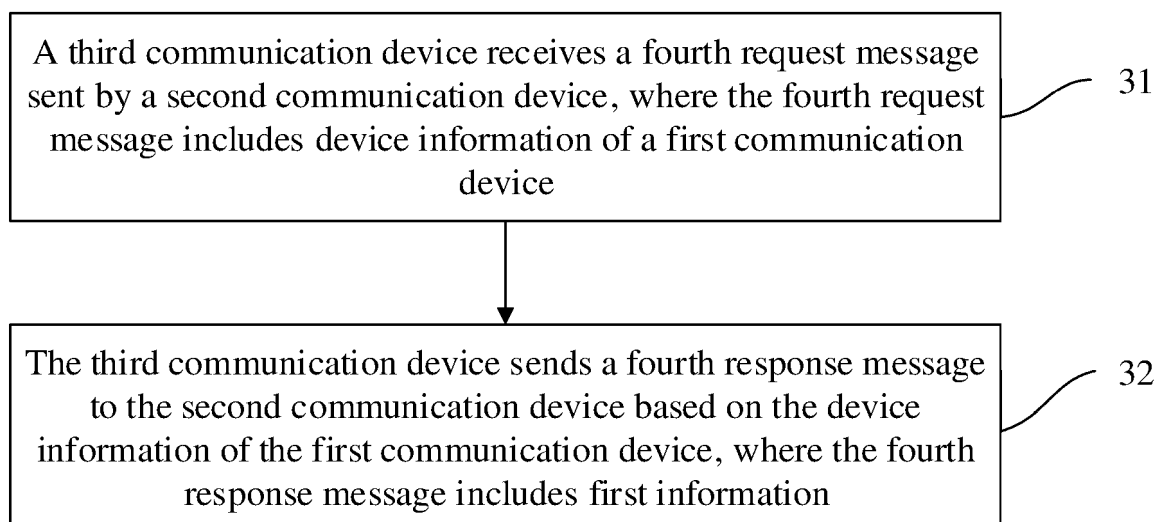 A third communication device receives a fourth request message
sent by a second communication device, where the fourth request
message includes device information of a first communication
device
31
The third communication device sends a fourth response message
to the second communication device based on the device
information of the first communication device, where the fourth
response message includes first information
32